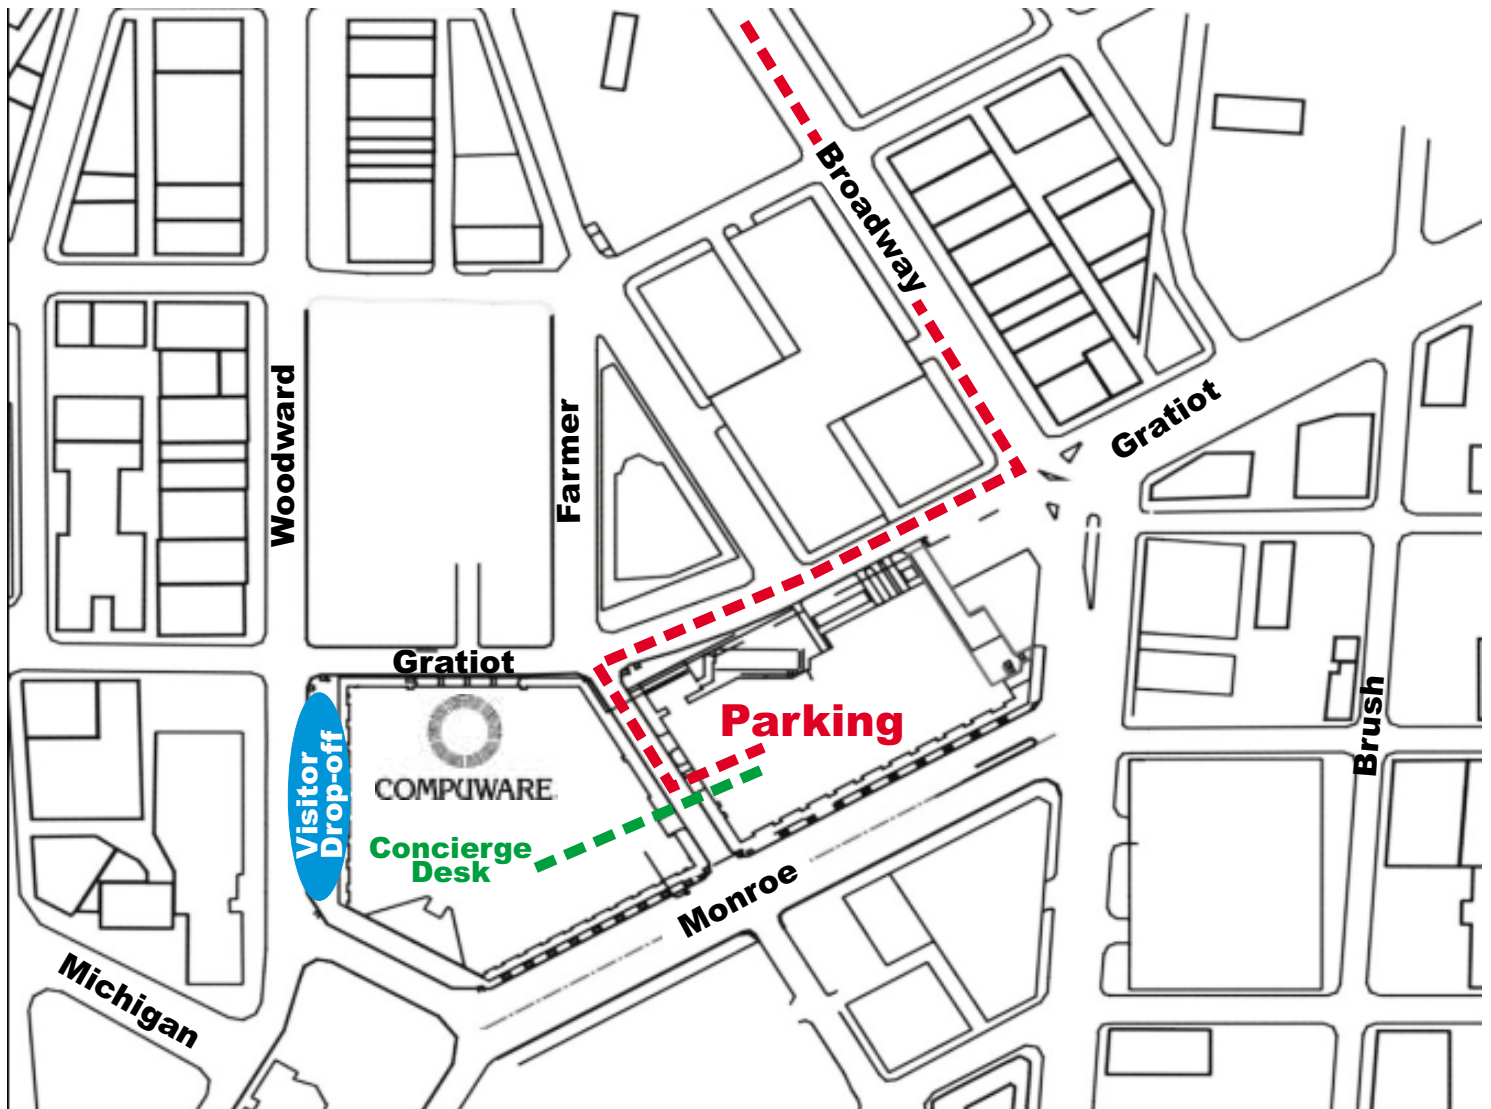 Broadway
Gratiot
Woodward
Farmer
Gratiot
Parking
Brush
COMPUWARE
Visitor
Drop-off
Concierge
Desk
Monroe
Michigan